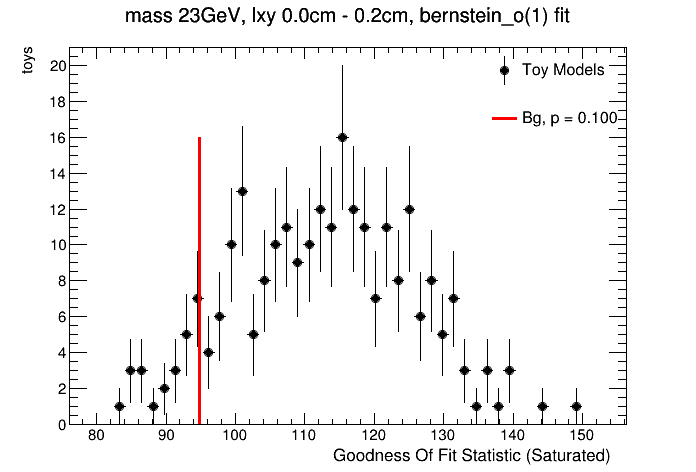 mass 23GeV, lxy 0.0cm - 0.2cm, bernstein_o(1) fit
toys
20
18
16
14
12
10
8
6
4
2
0
Toy Models
Bg, p = 0.100
80 90 100 110 120 130 140 150
Goodness Of Fit Statistic (Saturated)